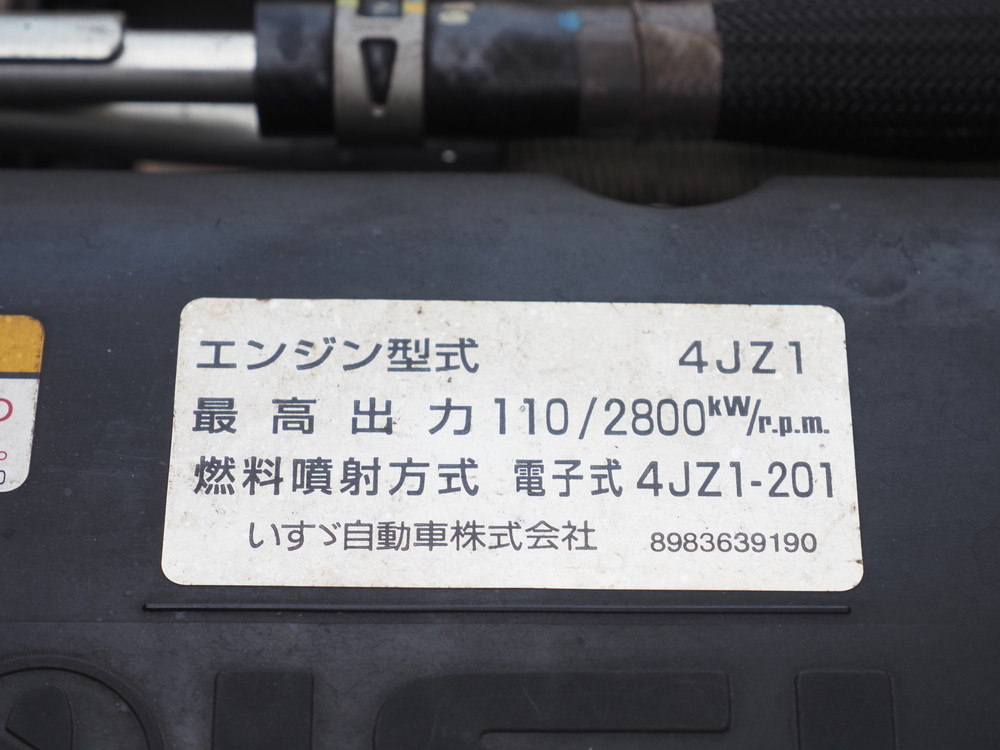 エンジン型式 4JZ1
最高出力 110/2800kW/r.p.m.
燃料噴射方式 電子式 4JZ1-201
いすゞ自動車株式会社 8983639190